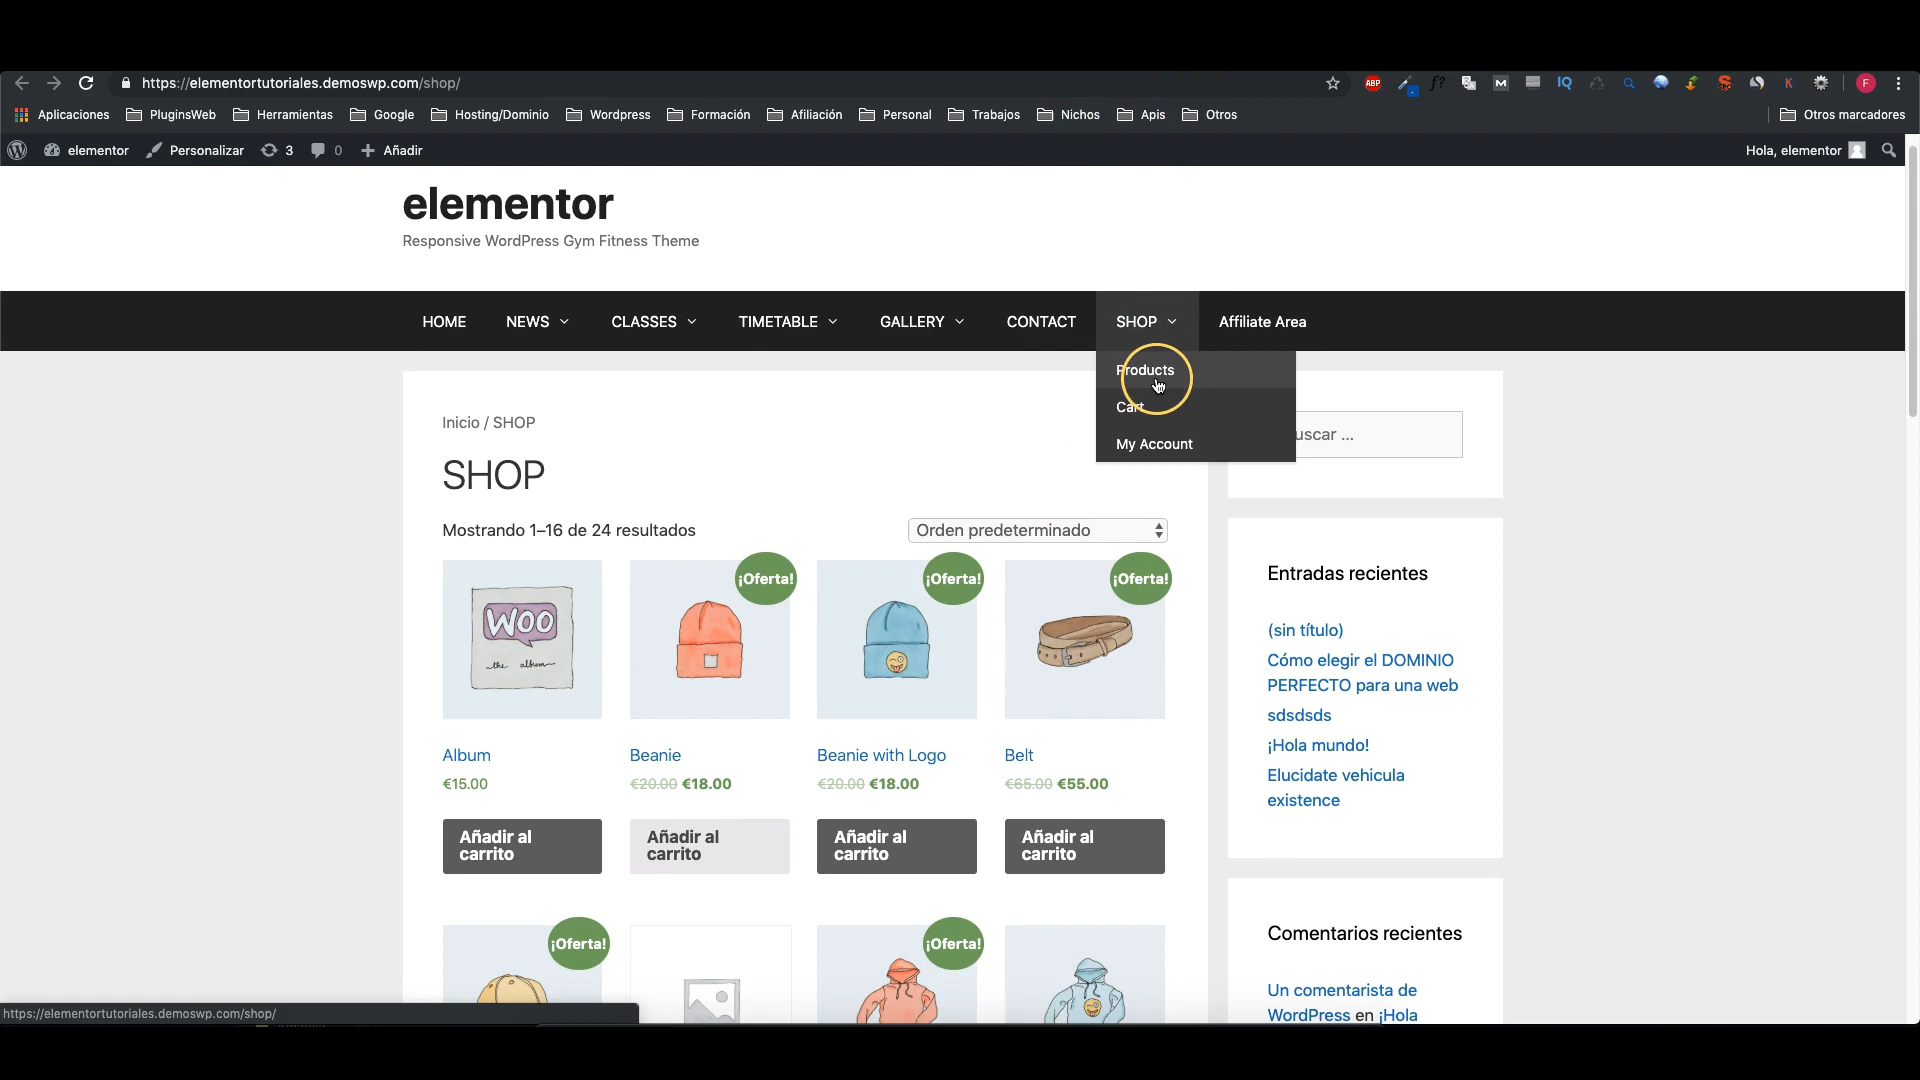 https://elementortutoriales.demoswp.com/shop/
ABP
f?
M
IQ
K
F
Aplicaciones PluginsWeb Herramientas Google Hosting/Dominio Wordpress Formación Afiliación Personal Trabajos Nichos Apis Otros Otros marcadores
elementor Personalizar 3 0 Añadir Hola, elementor
elementor
Responsive WordPress Gym Fitness Theme
HOME NEWS CLASSES TIMETABLE GALLERY CONTACT SHOP Affiliate Area
Products
Cart
My Account
Inicio / SHOP
uscar ...
SHOP
Mostrando 1–16 de 24 resultados
Orden predeterminado
¡Oferta! ¡Oferta! ¡Oferta!
WOO
the album
Album Beanie Beanie with Logo Belt
€15.00 €20.00 €18.00 €20.00 €18.00 €65.00 €55.00
Añadir al carrito
Añadir al carrito
Añadir al carrito
Añadir al carrito
¡Oferta! ¡Oferta!
Entradas recientes
(sin título)
Cómo elegir el DOMINIO
PERFECTO para una web
sdsdsds
¡Hola mundo!
Elucidate vehicula
existence
Comentarios recientes
Un comentarista de
WordPress en ¡Hola
https://elementortutoriales.demoswp.com/shop/